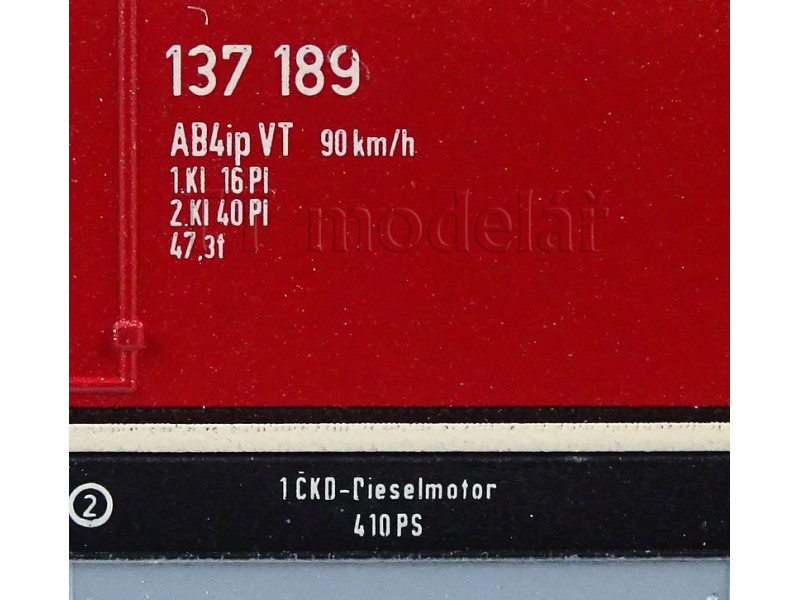 137 189
AB4ip VT 90 km/h
1.Kl 16 Pl
2.Kl 40 Pl
47,3t
TT modelář
1 ČKD-Dieselmotor
2
410 PS